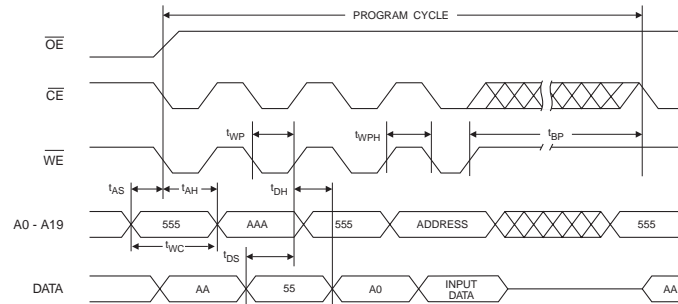 PROGRAM CYCLE
OE
CE
tWP tWPH tBP
WE
tAS tAH tDH
A0 - A19 555 AAA 555 ADDRESS 555
tWC
tDS
DATA AA 55 A0 INPUT DATA AA